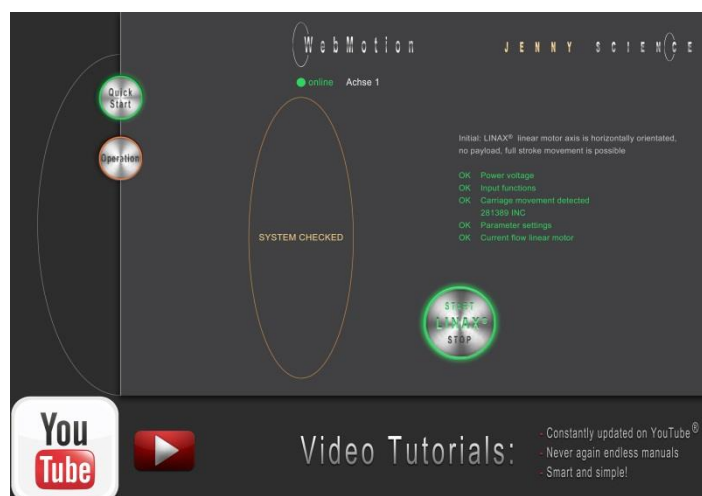 WebMotion
JENNY SCIENCE
online Achse 1
Quick
Start
Operation
Initial: LINAX® linear motor axis is horizontally orientated,
no payload, full stroke movement is possible
OK Power voltage
OK Input functions
OK Carriage movement detected
281389 INC
OK Parameter settings
OK Current flow linear motor
SYSTEM CHECKED
START
LINAX®
STOP
You
Tube
Video Tutorials:
- Constantly updated on YouTube®
- Never again endless manuals
- Smart and simple!